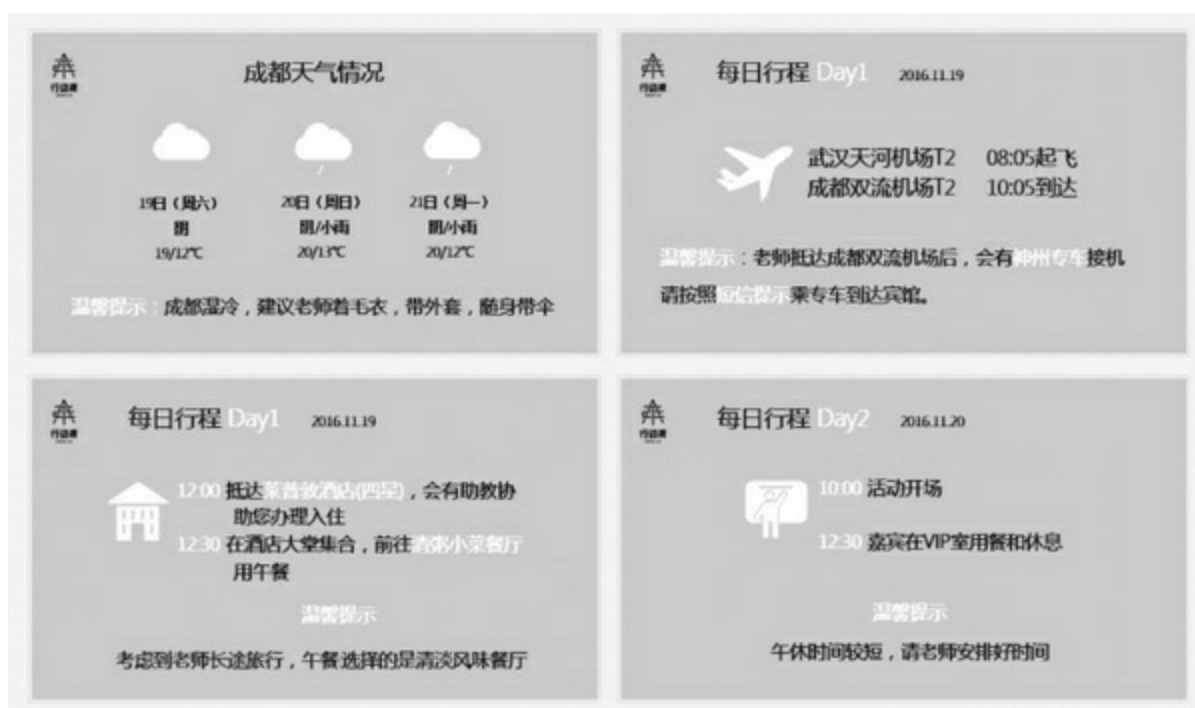 成都天气情况
19日（周六） 20日（周日） 21日（周一）
阴 阴/小雨 阴/小雨
19/12℃ 20/13℃ 20/12℃
温馨提示：成都湿冷，建议老师着毛衣，带外套，随身带伞
每日行程 Day1 2016.11.19
武汉天河机场T2 08:05起飞
成都双流机场T2 10:05到达
温馨提示：老师抵达成都双流机场后，会有神州专车接机
请按照短信提示乘专车到达宾馆。
每日行程 Day1 2016.11.19
12:00 抵达莱普敦酒店(四星)，会有助教协
助您办理入住
12:30 在酒店大堂集合，前往清粥小菜餐厅
用午餐
温馨提示
考虑到老师长途旅行，午餐选择的是清淡风味餐厅
每日行程 Day2 2016.11.20
10:00 活动开场
12:30 嘉宾在VIP室用餐和休息
温馨提示
午休时间较短，请老师安排好时间